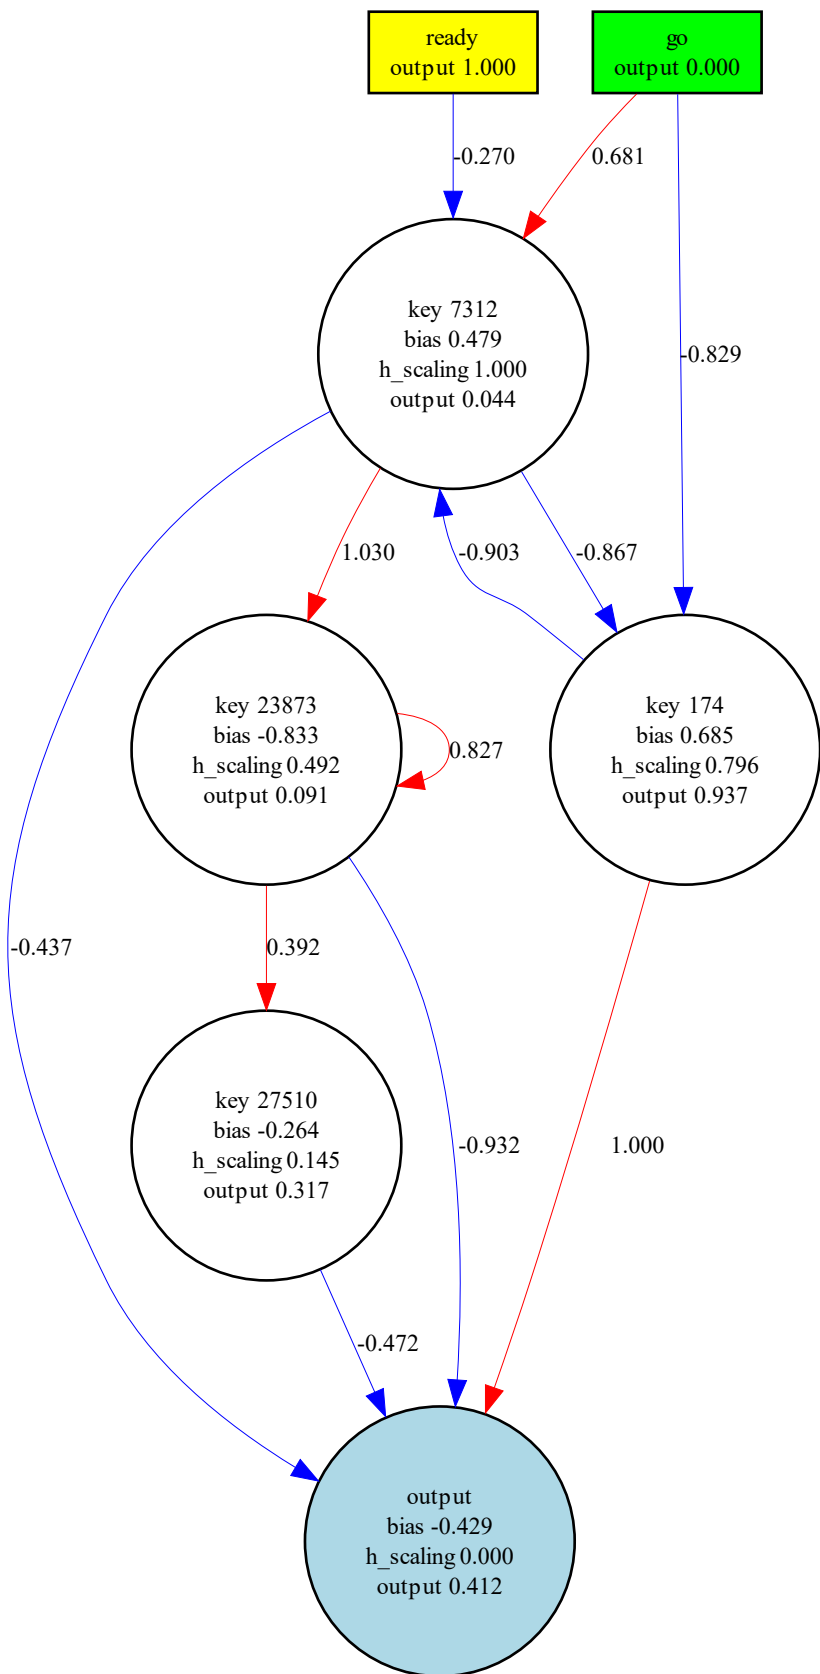 ready
output 1.000
go
output 0.000
-0.270
0.681
key 7312
bias 0.479
h_scaling 1.000
output 0.044
-0.829
1.030
-0.903
-0.867
key 23873
bias -0.833
h_scaling 0.492
output 0.091
0.827
key 174
bias 0.685
h_scaling 0.796
output 0.937
-0.437
0.392
key 27510
bias -0.264
h_scaling 0.145
output 0.317
-0.932
1.000
-0.472
output
bias -0.429
h_scaling 0.000
output 0.412